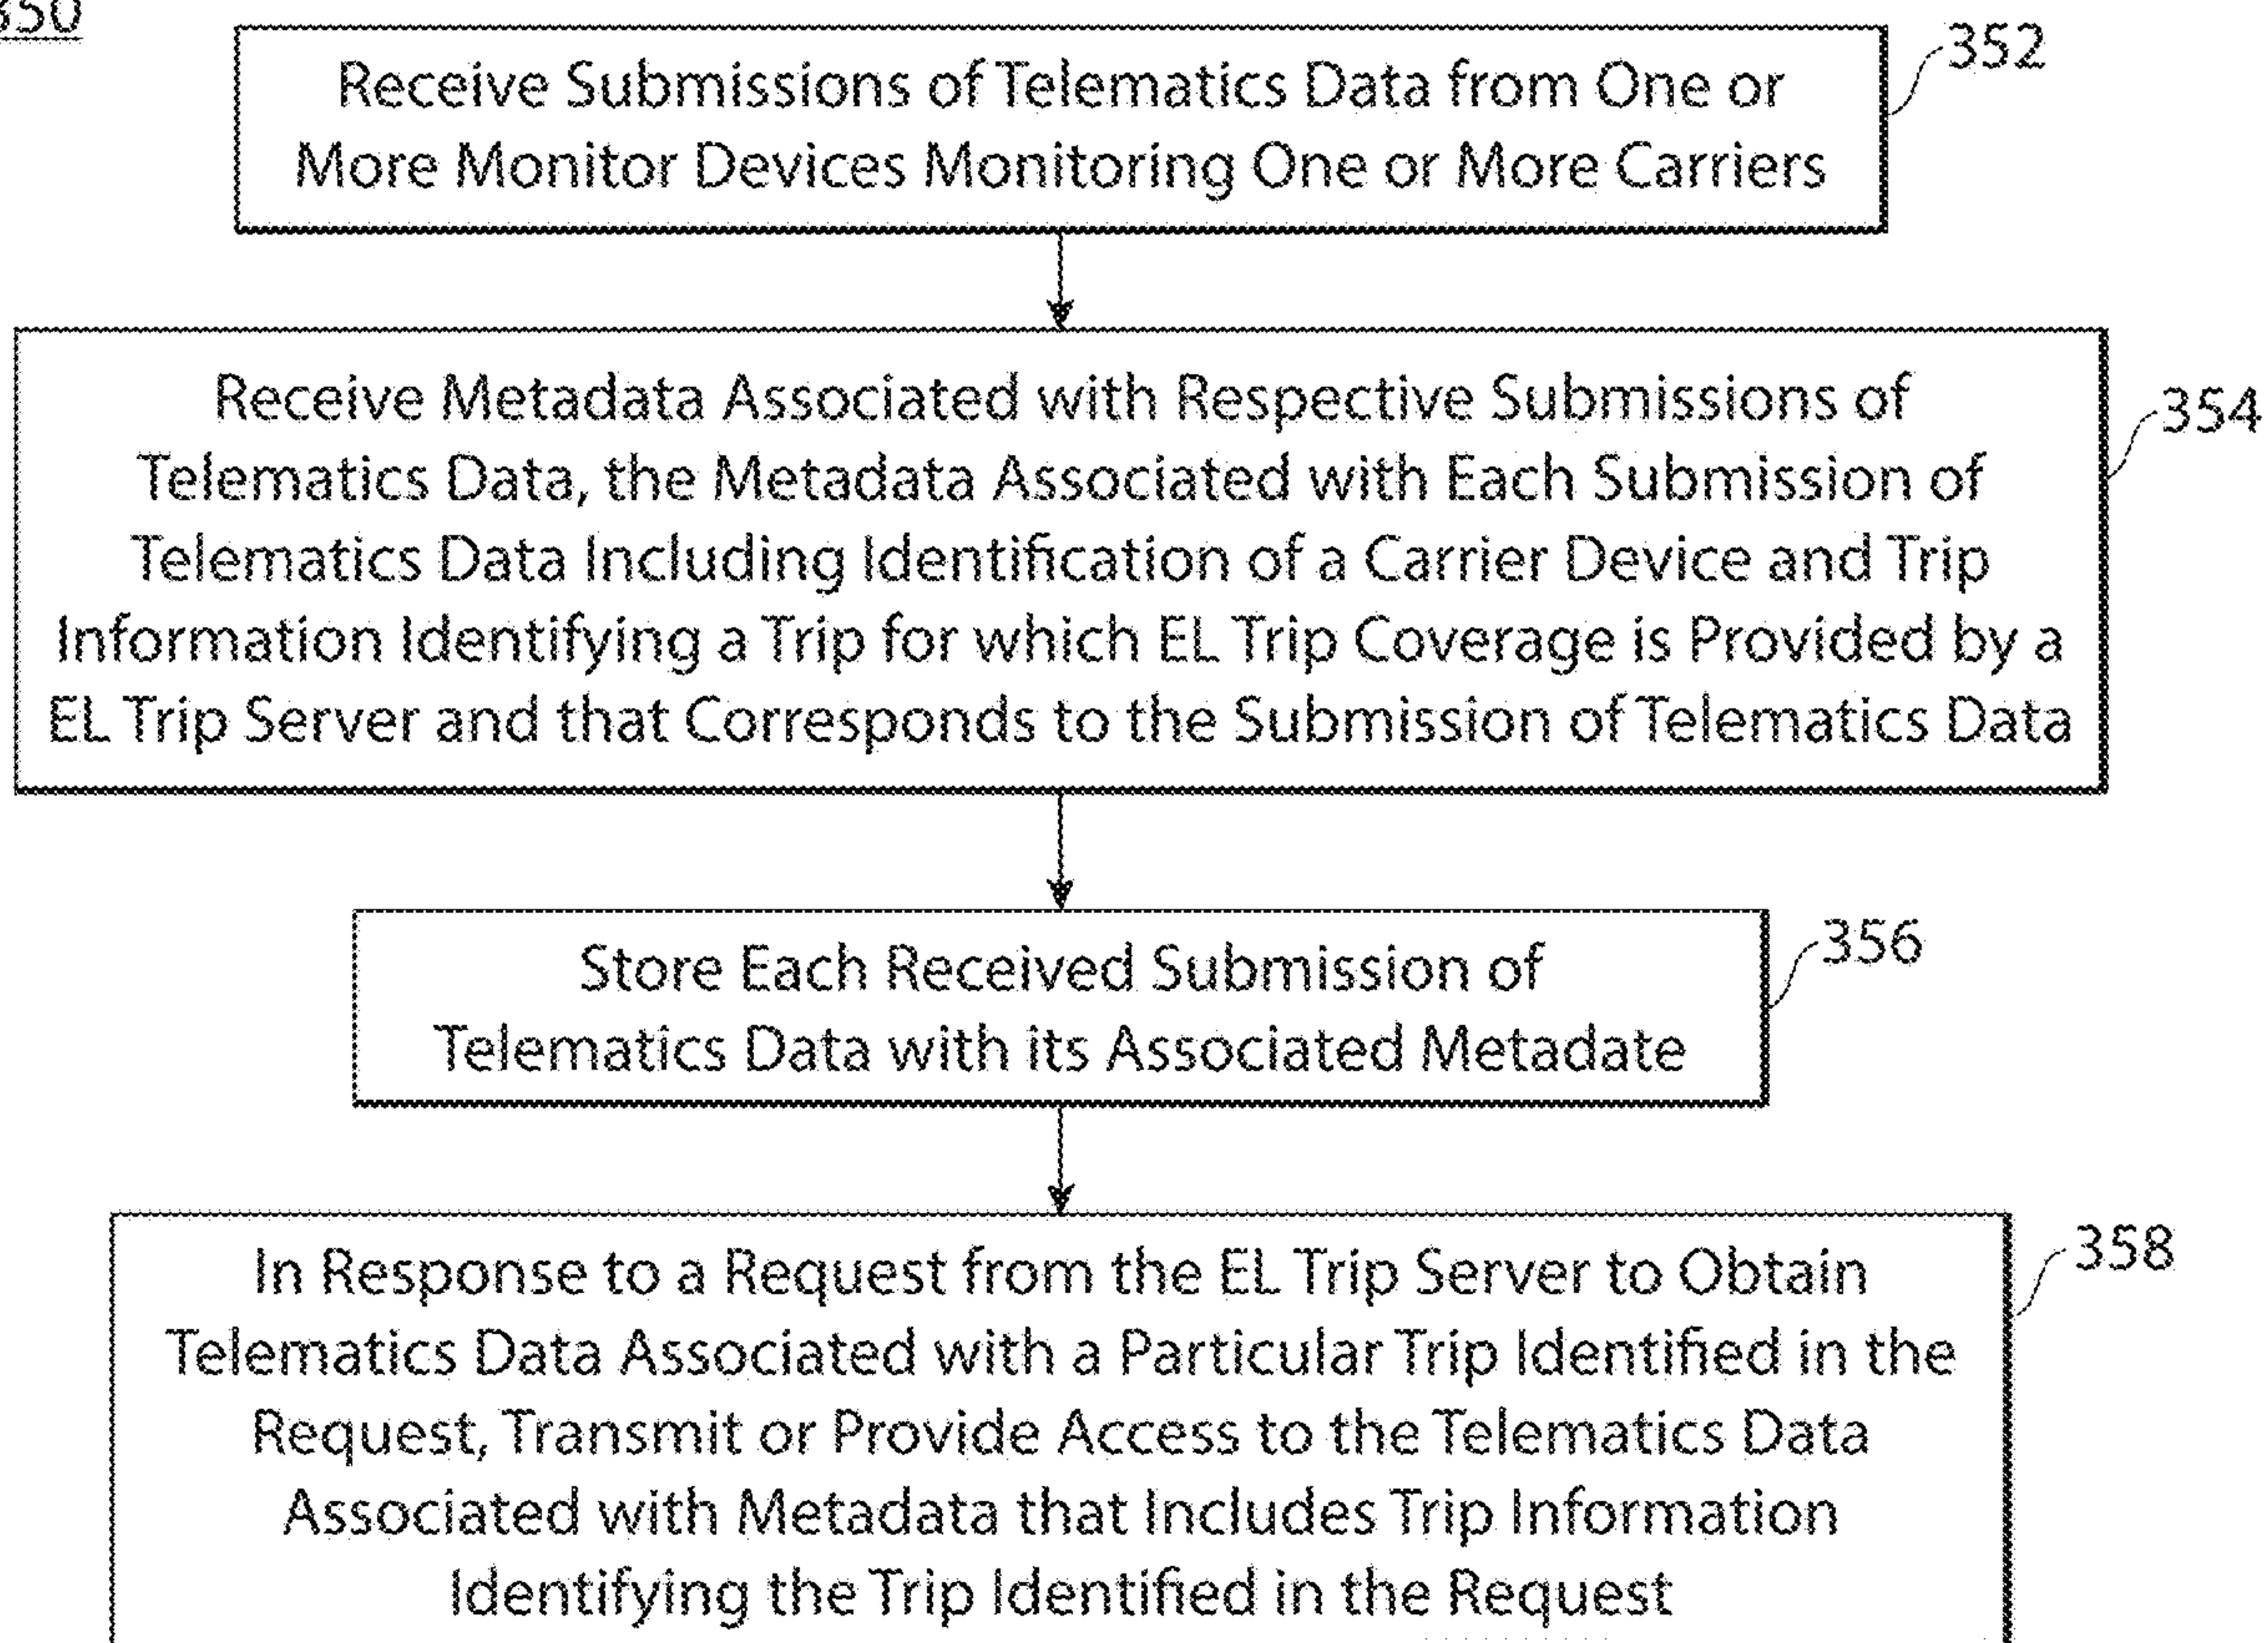 350
Receive Submissions of Telematics Data from One or
More Monitor Devices Monitoring One or More Carriers
352
Receive Metadata Associated with Respective Submissions of
Telematics Data, the Metadata Associated with Each Submission of
Telematics Data Including Identification of a Carrier Device and Trip
Information Identifying a Trip for which EL Trip Coverage is Provided by a
EL Trip Server and that Corresponds to the Submission of Telematics Data
354
Store Each Received Submission of
Telematics Data with its Associated Metadate
356
In Response to a Request from the EL Trip Server to Obtain
Telematics Data Associated with a Particular Trip Identified in the
Request, Transmit or Provide Access to the Telematics Data
Associated with Metadata that Includes Trip Information
Identifying the Trip Identified in the Request
358